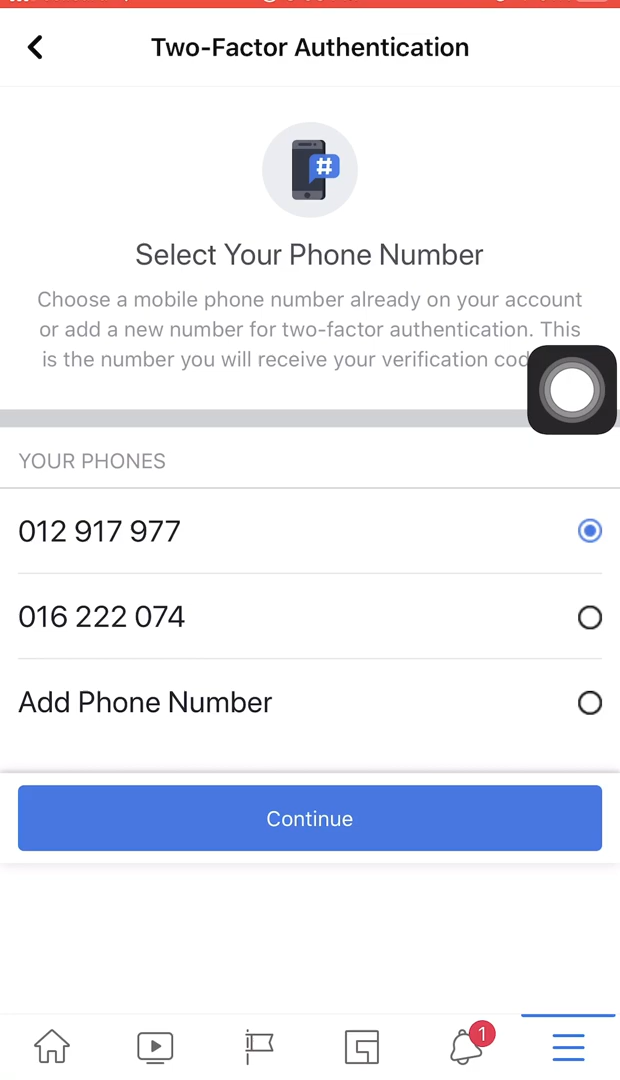 Two-Factor Authentication
#
Select Your Phone Number
Choose a mobile phone number already on your account
or add a new number for two-factor authentication. This
is the number you will receive your verification
YOUR PHONES
012 917 977
016 222 074
Add Phone Number
Continue
1